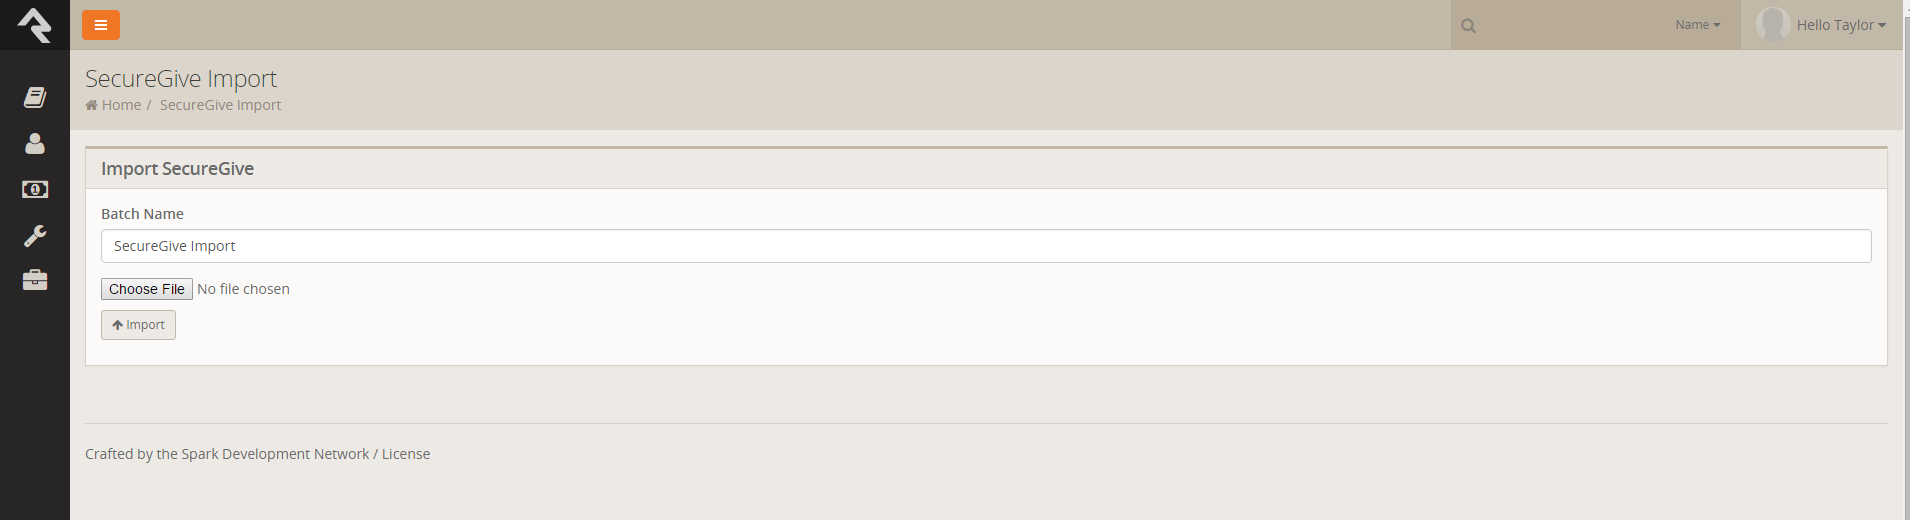 Name
Hello Taylor
SecureGive Import
Home / SecureGive Import
Import SecureGive
Batch Name
SecureGive Import
Choose File No file chosen
Import
Crafted by the Spark Development Network / License